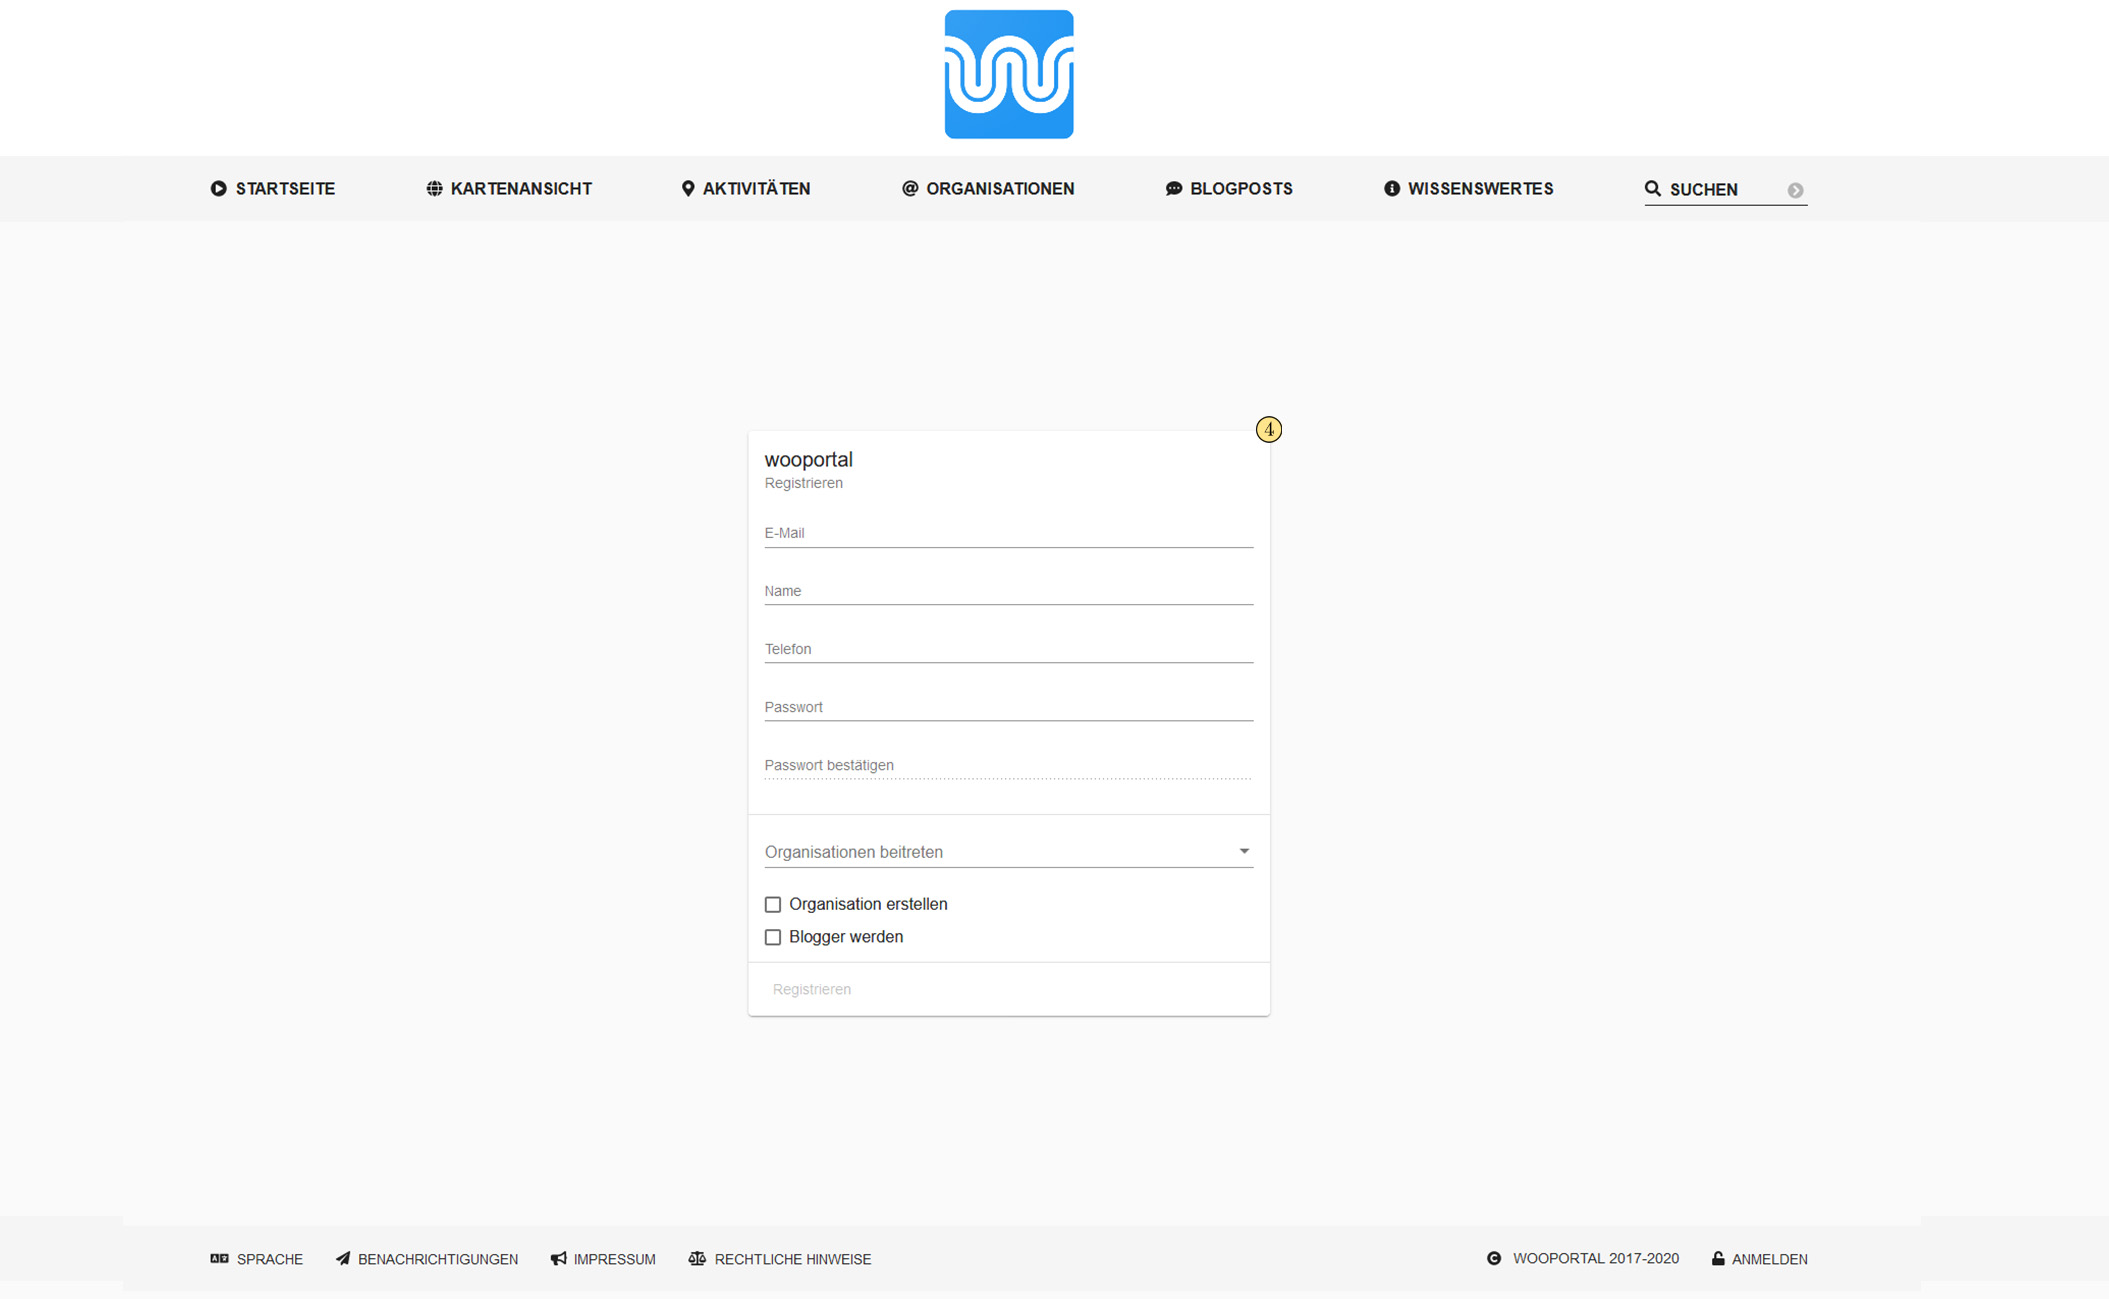 STARTSEITE KARTENANSICHT AKTIVITÄTEN ORGANISATIONEN BLOGPOSTS WISSENSWERTES SUCHEN
4
wooportal
Registrieren
E-Mail
Name
Telefon
Passwort
Passwort bestätigen
Organisationen beitreten
Organisation erstellen
Blogger werden
Registrieren
SPRACHE BENACHRICHTIGUNGEN IMPRESSUM RECHTLICHE HINWEISE WOOPORTAL 2017-2020 ANMELDEN